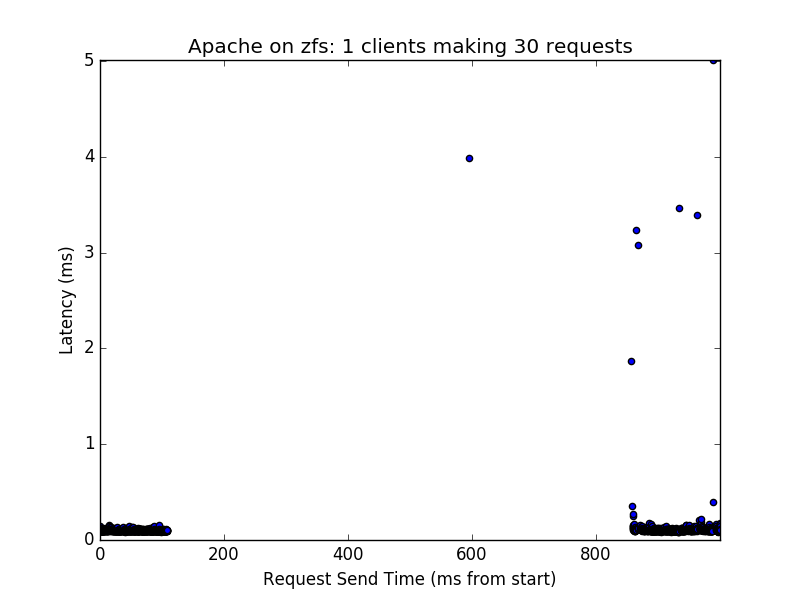 Apache on zfs: 1 clients making 30 requests
5
4
3
2
1
0
Latency (ms)
0 200 400 600 800
Request Send Time (ms from start)